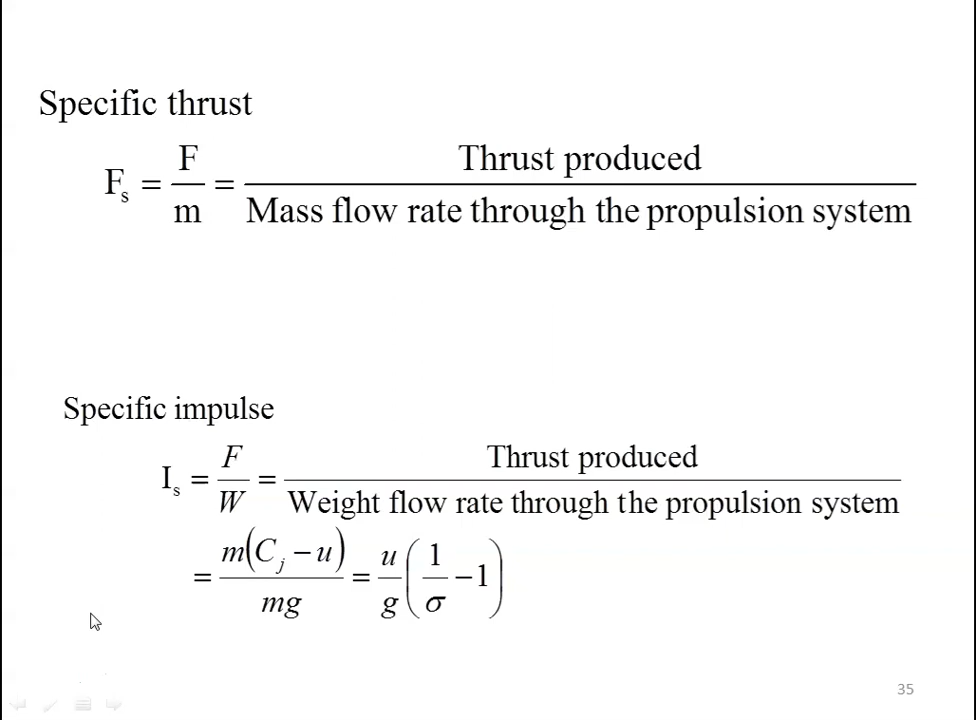 Specific thrust
F_s = F/m = Thrust produced / Mass flow rate through the propulsion system
Specific impulse
I_s = F/W = Thrust produced / Weight flow rate through the propulsion system
= m(C_j − u)/mg = u/g (1/σ − 1)
35